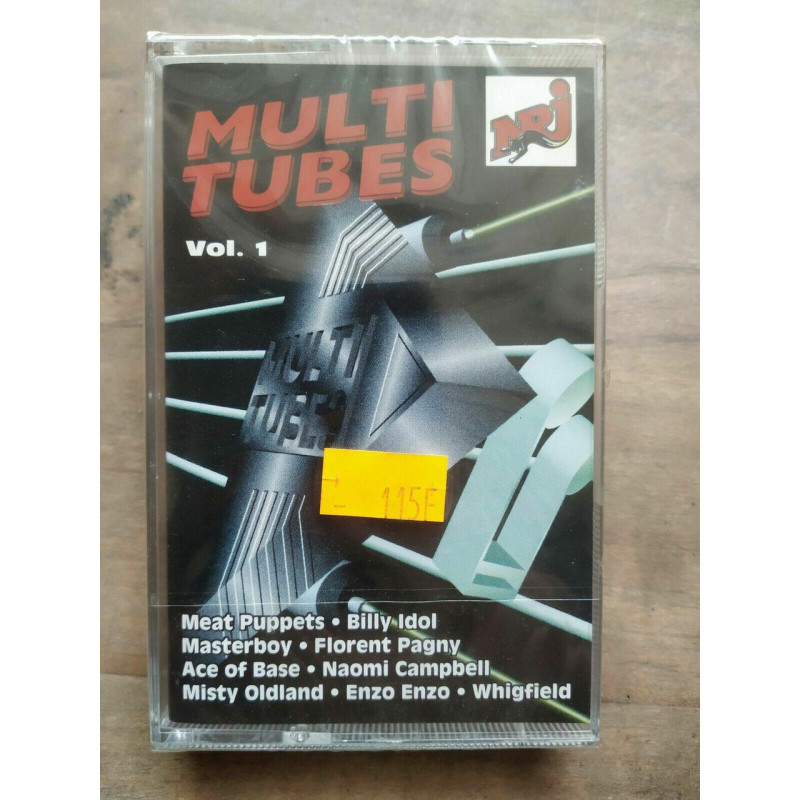 MULTI
TUBES
NRJ
Vol. 1
MULTI
TUBES
115F
Meat Puppets • Billy Idol
Masterboy • Florent Pagny
Ace of Base • Naomi Campbell
Misty Oldland • Enzo Enzo • Whigfield